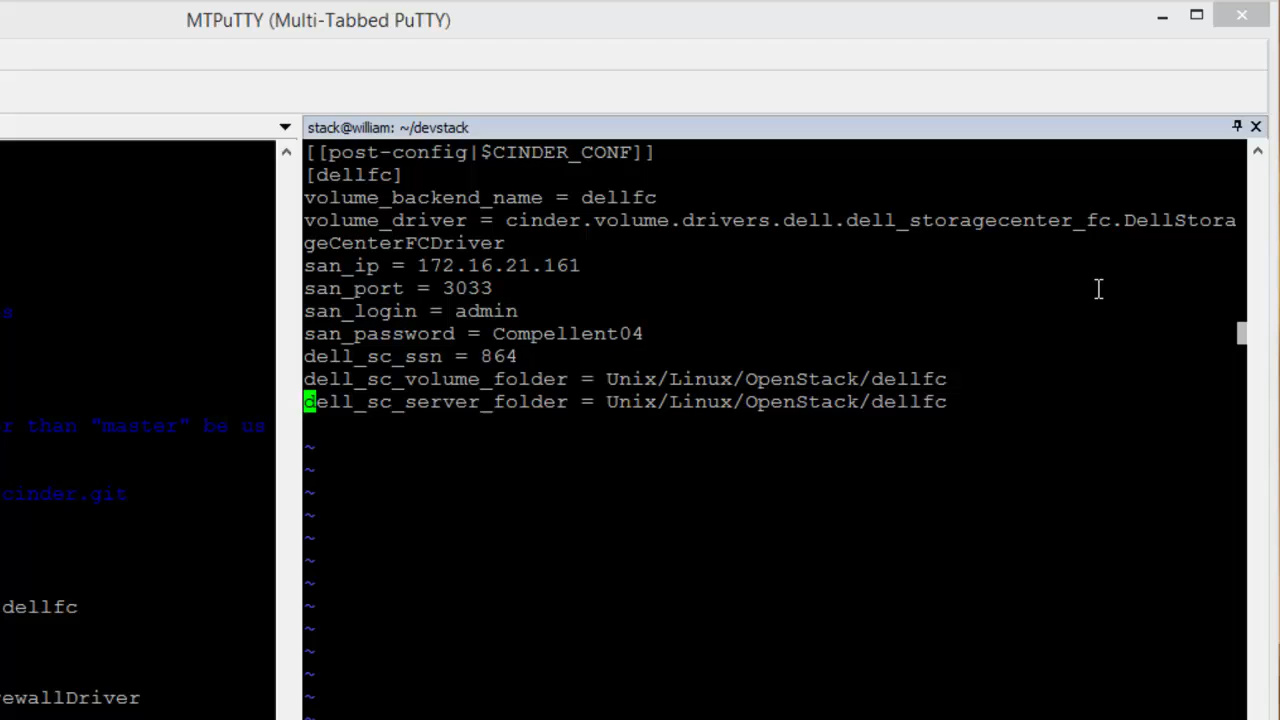 MTPuTTY (Multi-Tabbed PuTTY)
stack@william: ~/devstack
[[post-config|$CINDER_CONF]]
[dellfc]
volume_backend_name = dellfc
volume_driver = cinder.volume.drivers.dell.dell_storagecenter_fc.DellStora
geCenterFCDriver
san_ip = 172.16.21.161
san_port = 3033
san_login = admin
san_password = Compellent04
dell_sc_ssn = 864
dell_sc_volume_folder = Unix/Linux/OpenStack/dellfc
dell_sc_server_folder = Unix/Linux/OpenStack/dellfc
~
~
~
~
~
~
~
~
~
~
~
~
~
s
r than "master" be us
cinder.git
dellfc
ewallDriver